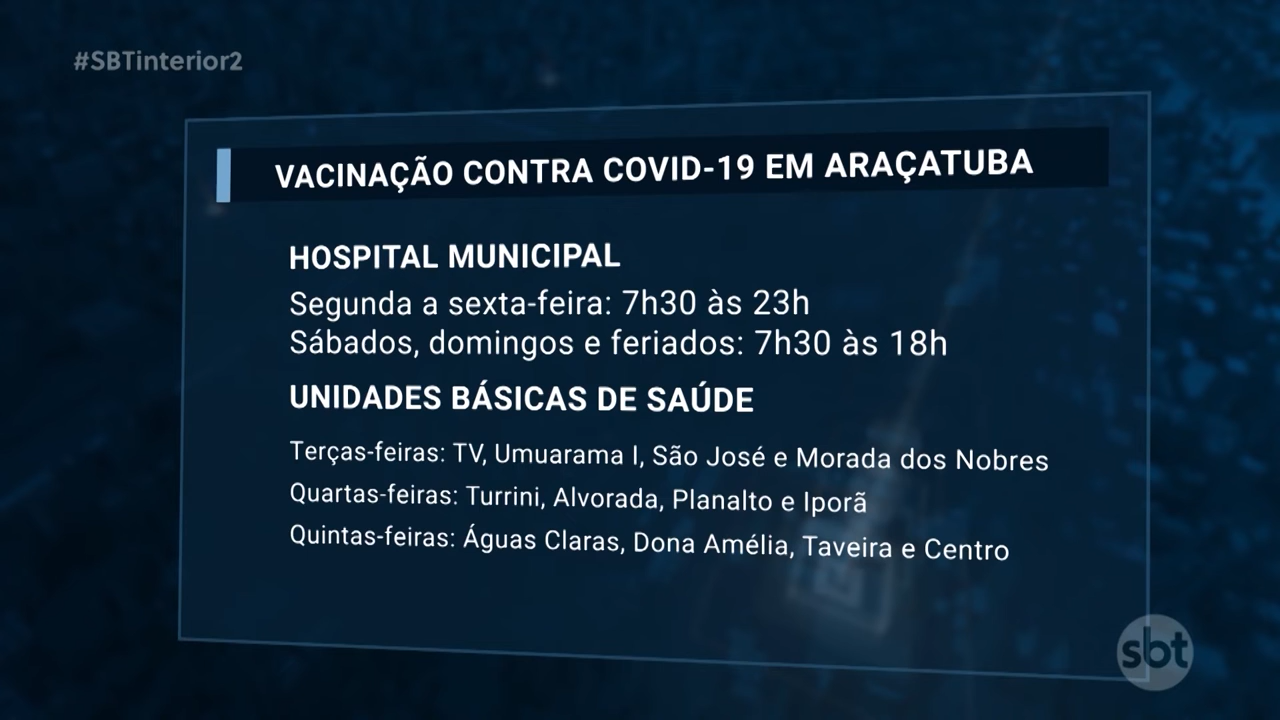 #SBTinterior2
VACINAÇÃO CONTRA COVID-19 EM ARAÇATUBA
HOSPITAL MUNICIPAL
Segunda a sexta-feira: 7h30 às 23h
Sábados, domingos e feriados: 7h30 às 18h
UNIDADES BÁSICAS DE SAÚDE
Terças-feiras: TV, Umuarama I, São José e Morada dos Nobres
Quartas-feiras: Turrini, Alvorada, Planalto e Iporã
Quintas-feiras: Águas Claras, Dona Amélia, Taveira e Centro
sbt